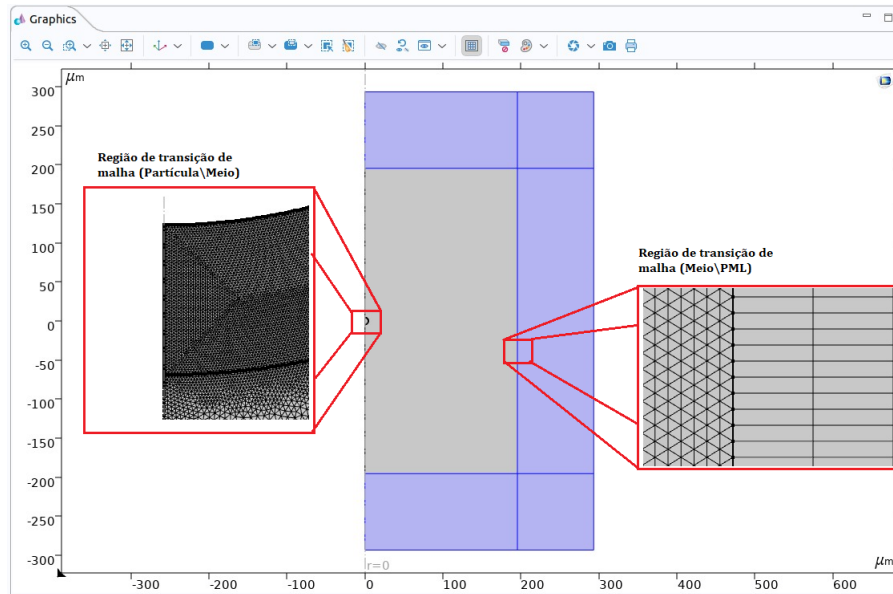 Graphics
μm
300
250
200
150
100
50
0
-50
-100
-150
-200
-250
-300
Região de transição de
malha (Partícula\Meio)
Região de transição de
malha (Meio\PML)
r=0
-300
-200
-100
0
100
200
300
400
500
600
μm